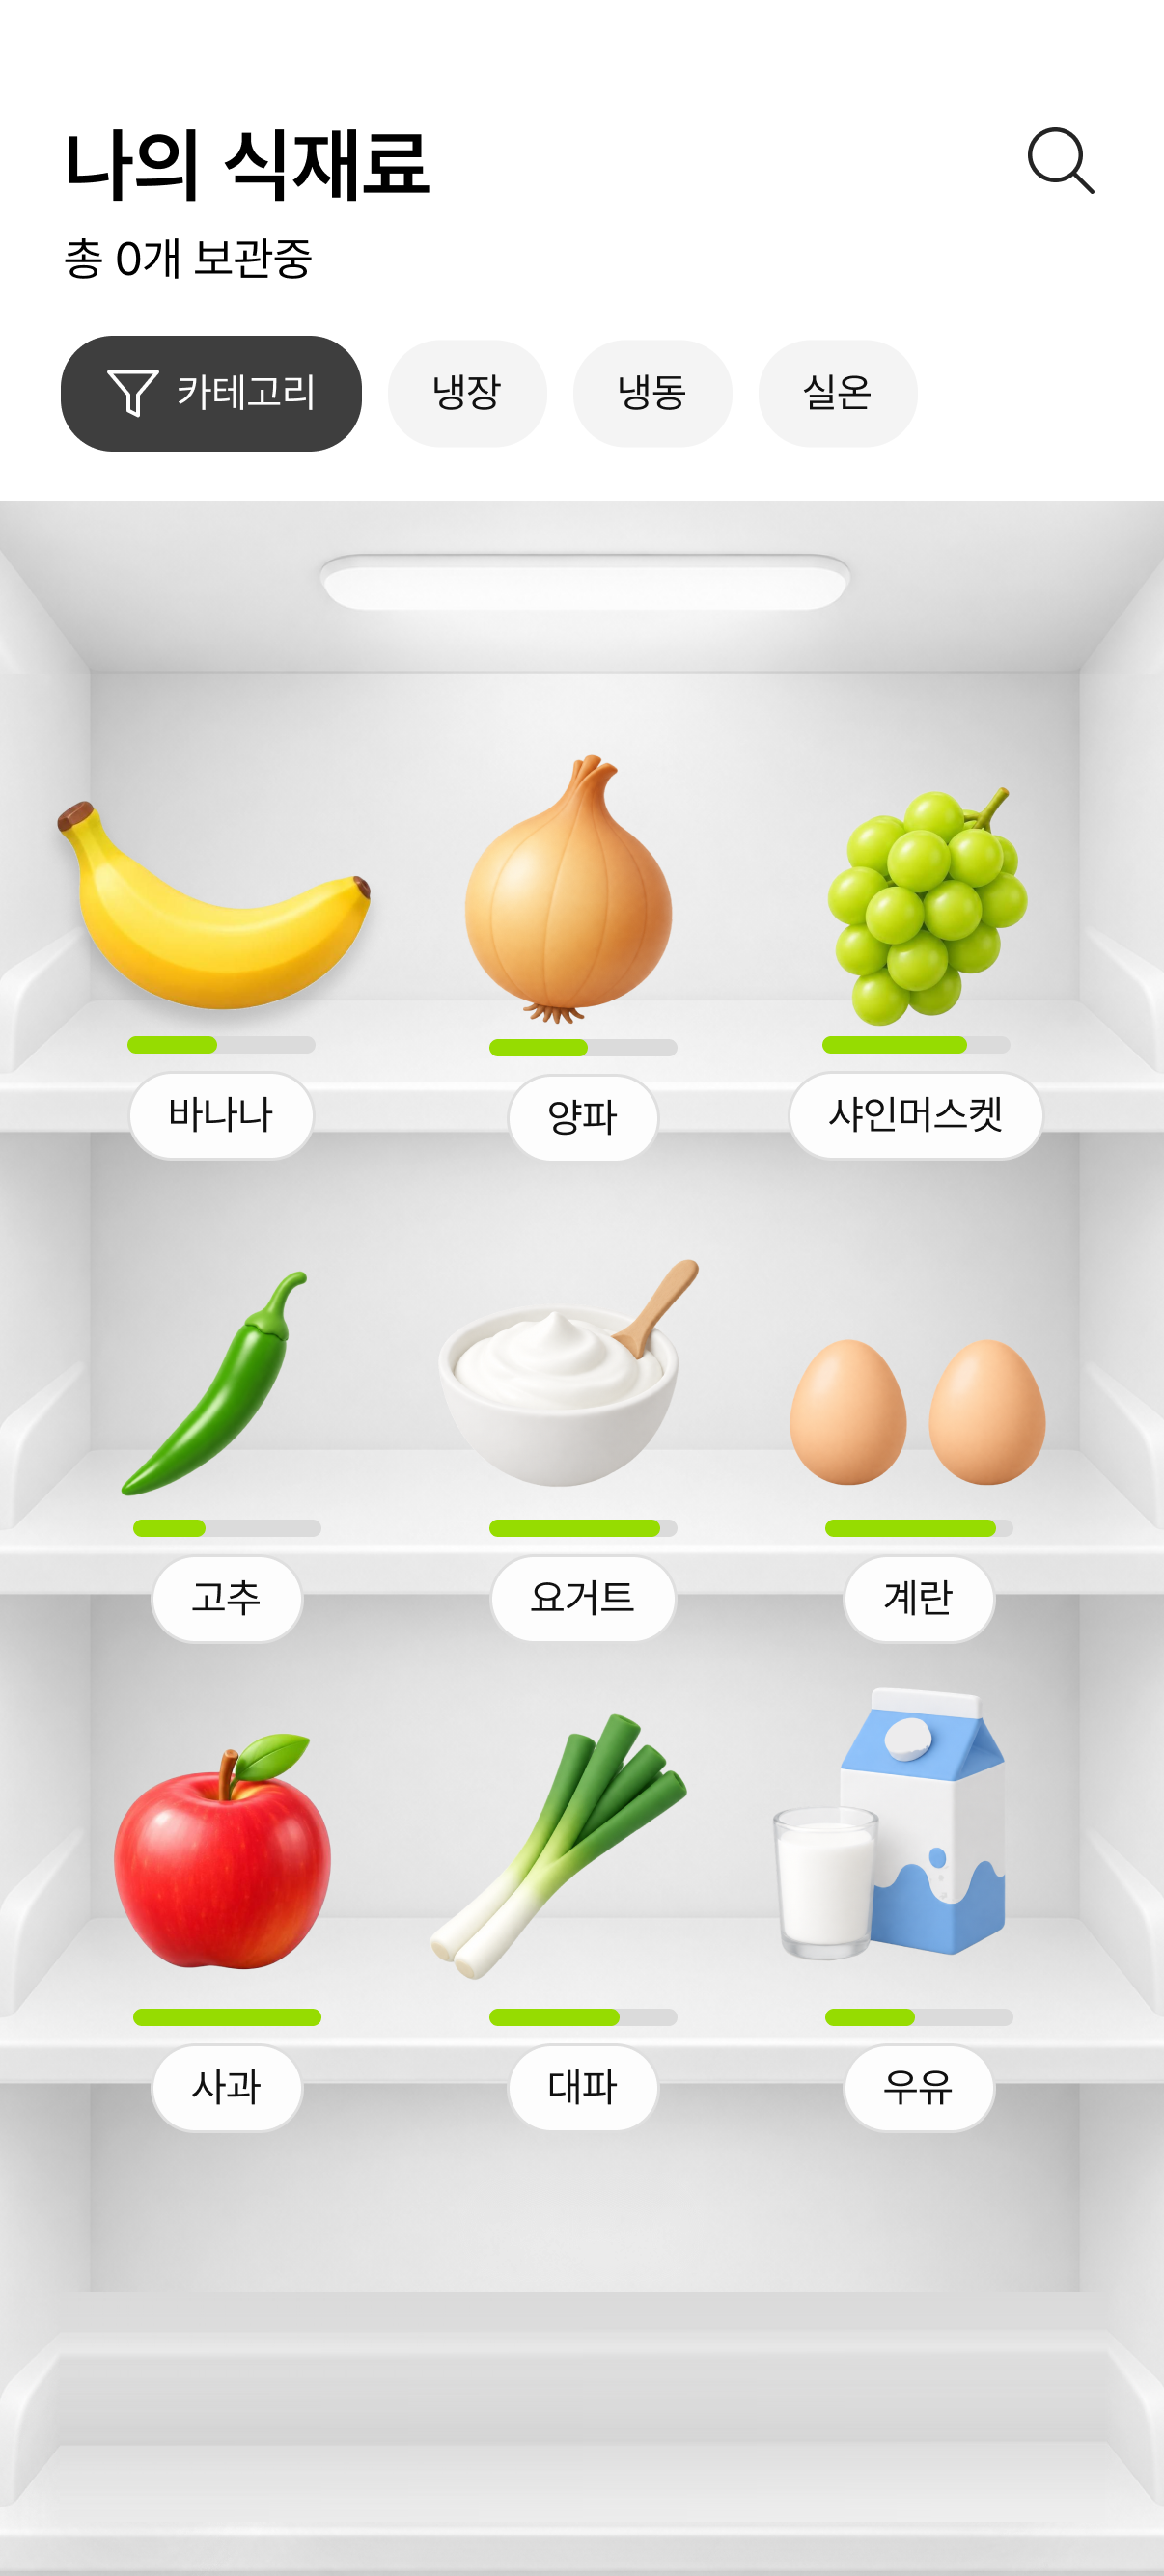 나의 식재료
총 0개 보관중
카테고리 냉장 냉동 실온
바나나 양파 샤인머스켓
고추 요거트 계란
사과 대파 우유